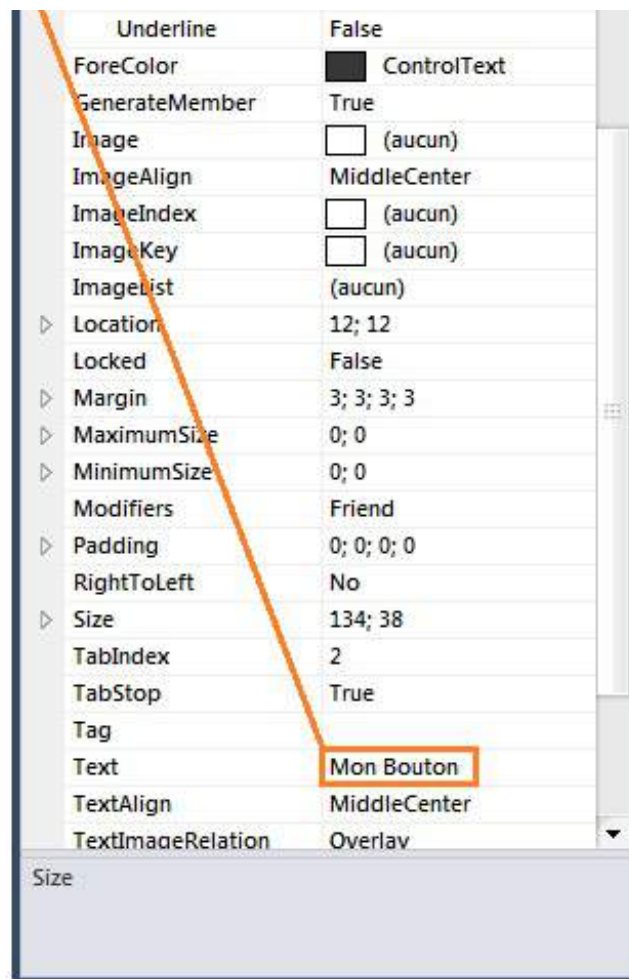 Underline False
ForeColor ControlText
GenerateMember True
Image (aucun)
ImageAlign MiddleCenter
ImageIndex (aucun)
ImageKey (aucun)
ImageList (aucun)
Location 12; 12
Locked False
Margin 3; 3; 3; 3
MaximumSize 0; 0
MinimumSize 0; 0
Modifiers Friend
Padding 0; 0; 0; 0
RightToLeft No
Size 134; 38
TabIndex 2
TabStop True
Tag
Text Mon Bouton
TextAlign MiddleCenter
TextImageRelation Overlay
Size